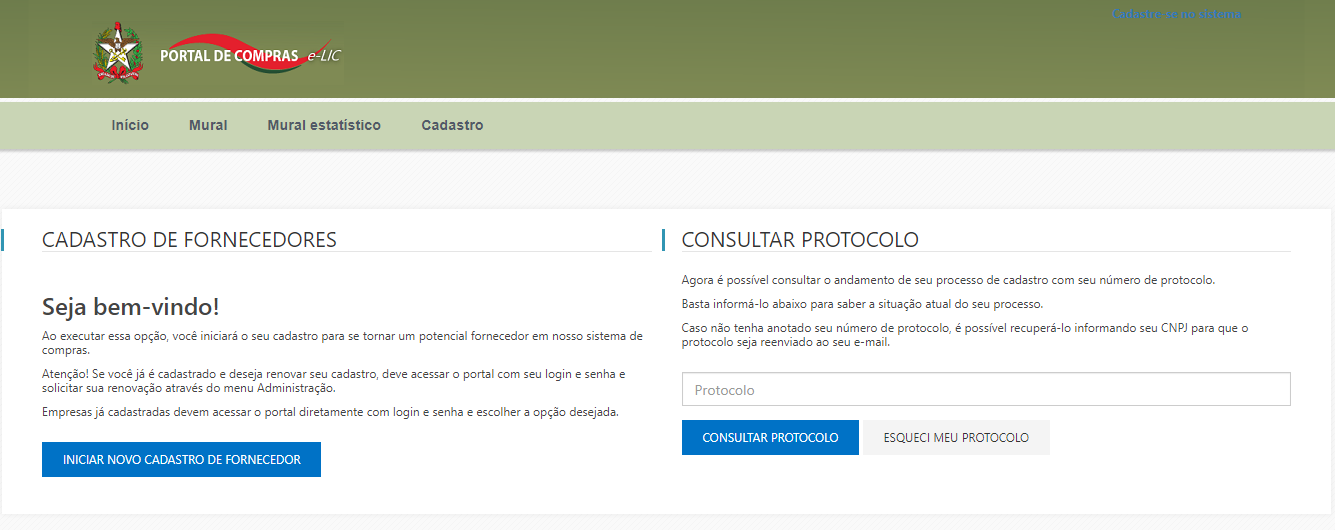 Cadastre-se no sistema
PORTAL DE COMPRAS e-LIC
Início Mural Mural estatístico Cadastro
CADASTRO DE FORNECEDORES
Seja bem-vindo!
Ao executar essa opção, você iniciará o seu cadastro para se tornar um potencial fornecedor em nosso sistema de
compras.
Atenção! Se você já é cadastrado e deseja renovar seu cadastro, deve acessar o portal com seu login e senha e
solicitar sua renovação através do menu Administração.
Empresas já cadastradas devem acessar o portal diretamente com login e senha e escolher a opção desejada.
INICIAR NOVO CADASTRO DE FORNECEDOR
CONSULTAR PROTOCOLO
Agora é possível consultar o andamento de seu processo de cadastro com seu número de protocolo.
Basta informá-lo abaixo para saber a situação atual do seu processo.
Caso não tenha anotado seu número de protocolo, é possível recuperá-lo informando seu CNPJ para que o
protocolo seja reenviado ao seu e-mail.
Protocolo
CONSULTAR PROTOCOLO ESQUECI MEU PROTOCOLO